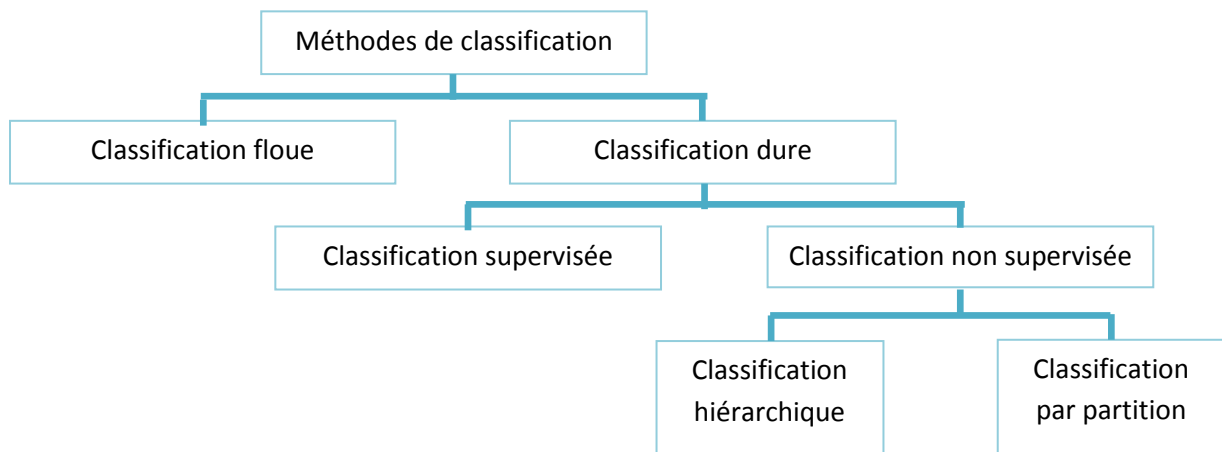 Méthodes de classification
Classification floue
Classification dure
Classification supervisée
Classification non supervisée
Classification
hiérarchique
Classification
par partition